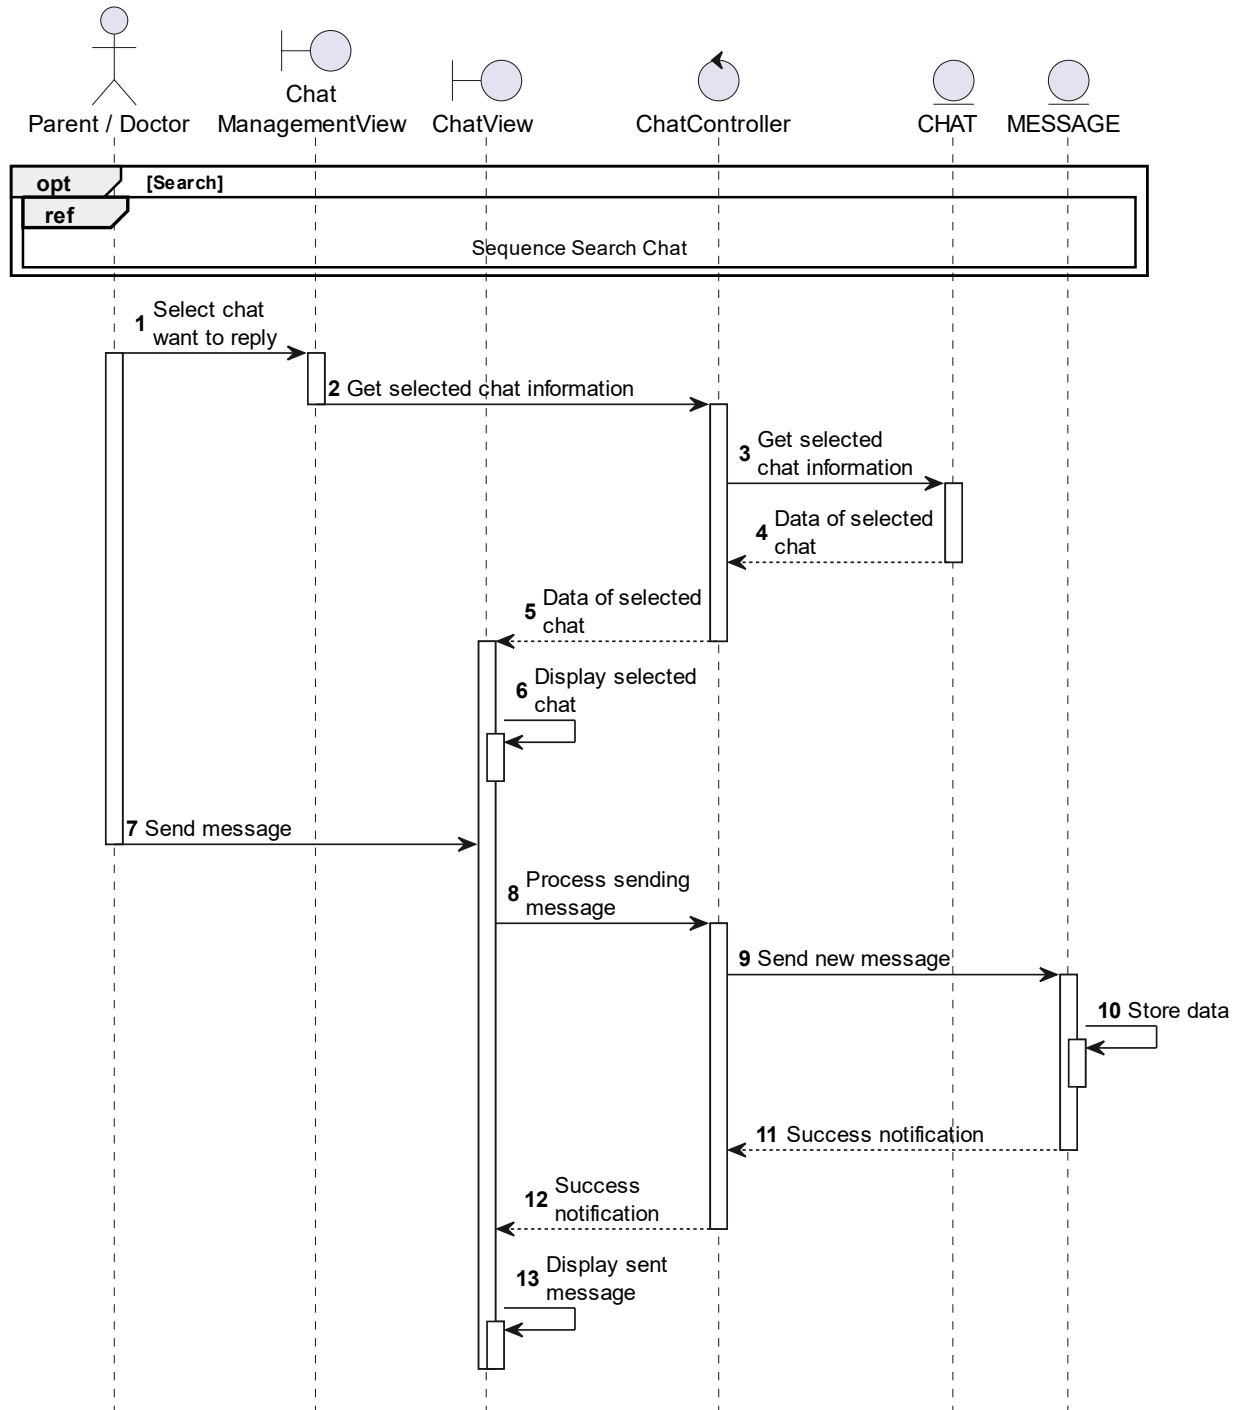 Parent / Doctor
Chat
ManagementView
ChatView
ChatController
CHAT
MESSAGE
opt [Search]
ref
Sequence Search Chat
1 Select chat
want to reply
2 Get selected chat information
3 Get selected
chat information
4 Data of selected
chat
5 Data of selected
chat
6 Display selected
chat
7 Send message
8 Process sending
message
9 Send new message
10 Store data
11 Success notification
12 Success
notification
13 Display sent
message